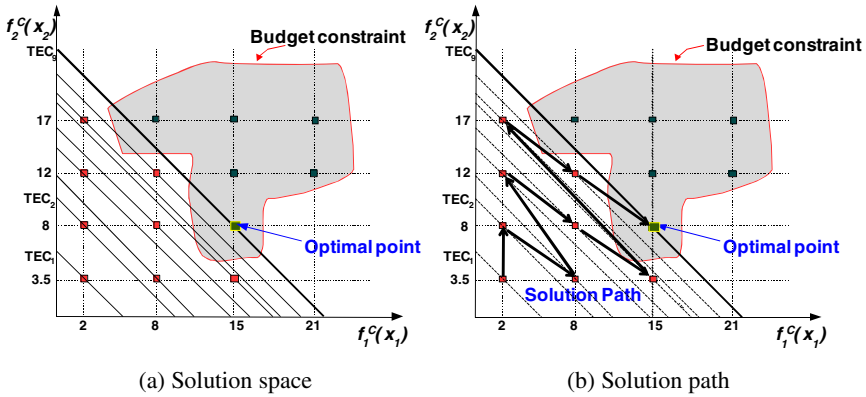 f₂ᶜ(x₂)
TEC₉
Budget constraint
17
12
TEC₂
8
Optimal point
TEC₁
3.5
2 8 15 21
f₁ᶜ(x₁)
(a) Solution space
f₂ᶜ(x₂)
TEC₉
Budget constraint
17
12
TEC₂
8
Optimal point
TEC₁
3.5
Solution Path
2 8 15 21
f₁ᶜ(x₁)
(b) Solution path